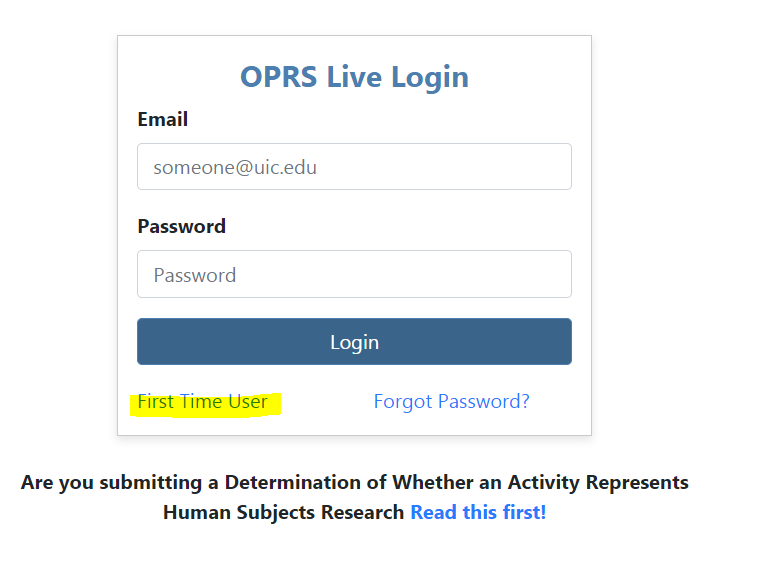 OPRS Live Login
Email
someone@uic.edu
Password
Password
Login
First Time User
Forgot Password?
Are you submitting a Determination of Whether an Activity Represents
Human Subjects Research Read this first!